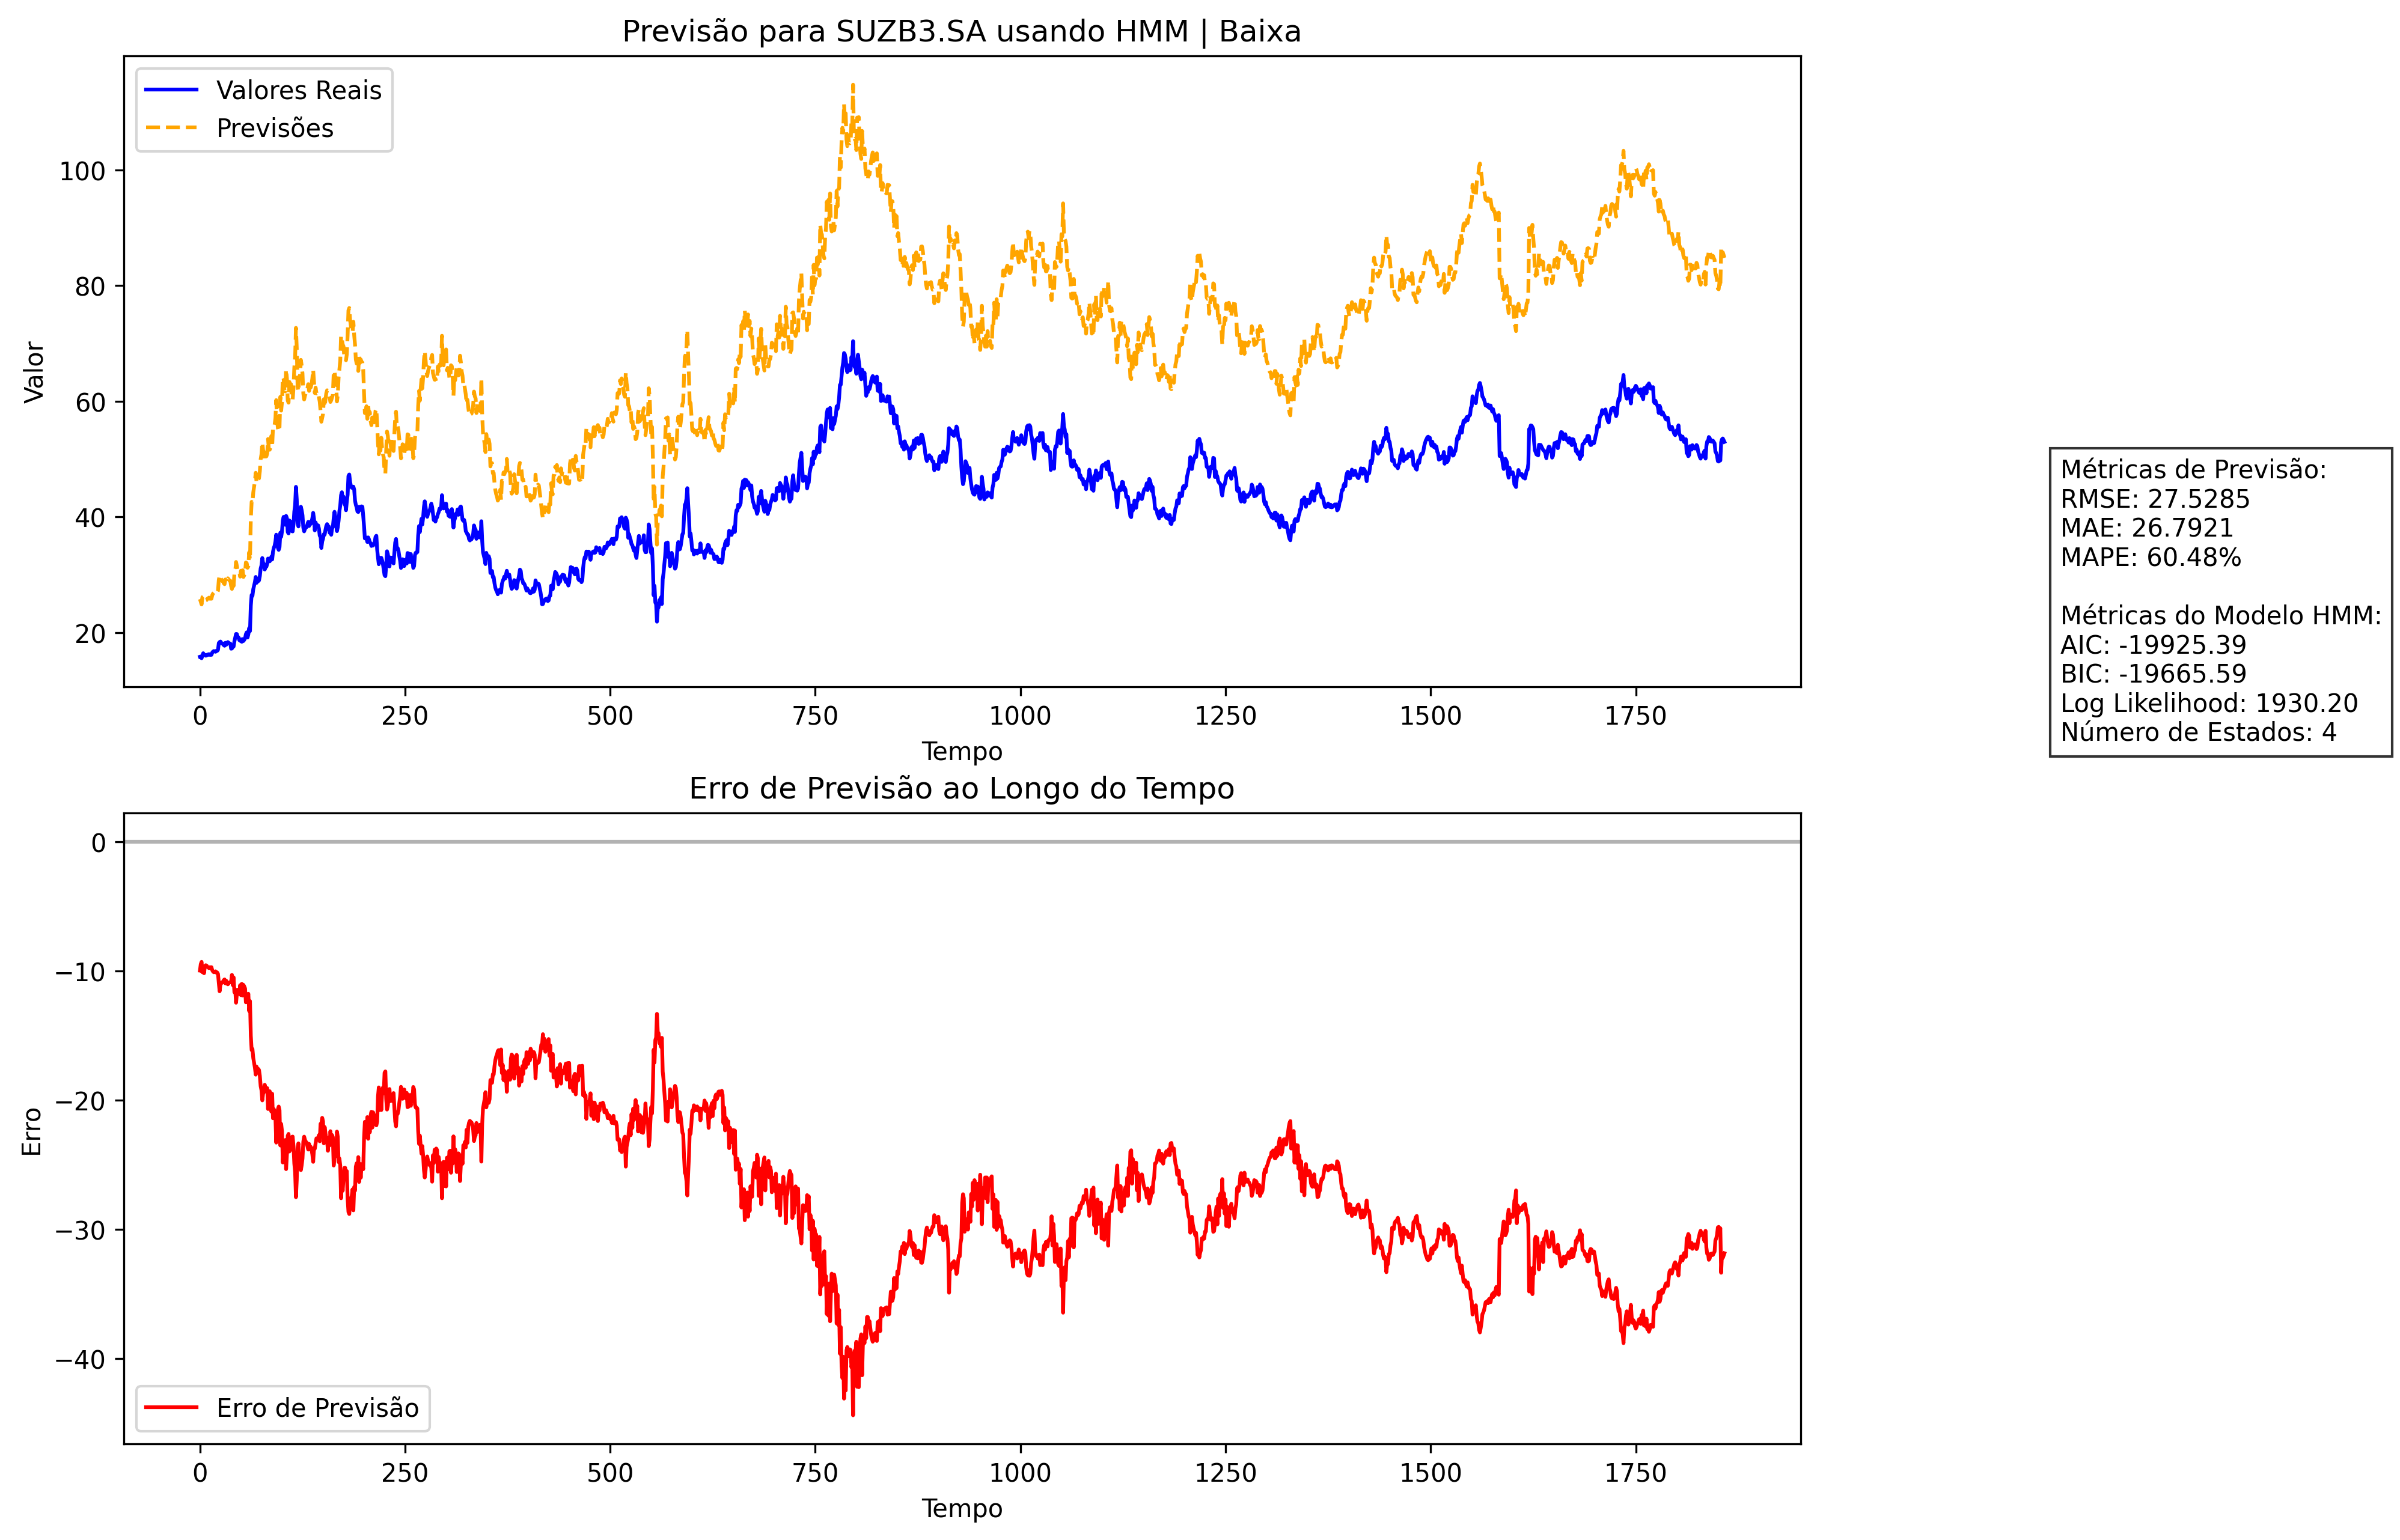 Previsão para SUZB3.SA usando HMM | Baixa
Valores Reais
Previsões
Valor
100
80
60
40
20
0
250
500
750
1000
1250
1500
1750
Tempo
Métricas de Previsão:
RMSE: 27.5285
MAE: 26.7921
MAPE: 60.48%
Métricas do Modelo HMM:
AIC: -19925.39
BIC: -19665.59
Log Likelihood: 1930.20
Número de Estados: 4
Erro de Previsão ao Longo do Tempo
Erro
0
−10
−20
−30
−40
Erro de Previsão
0
250
500
750
1000
1250
1500
1750
Tempo